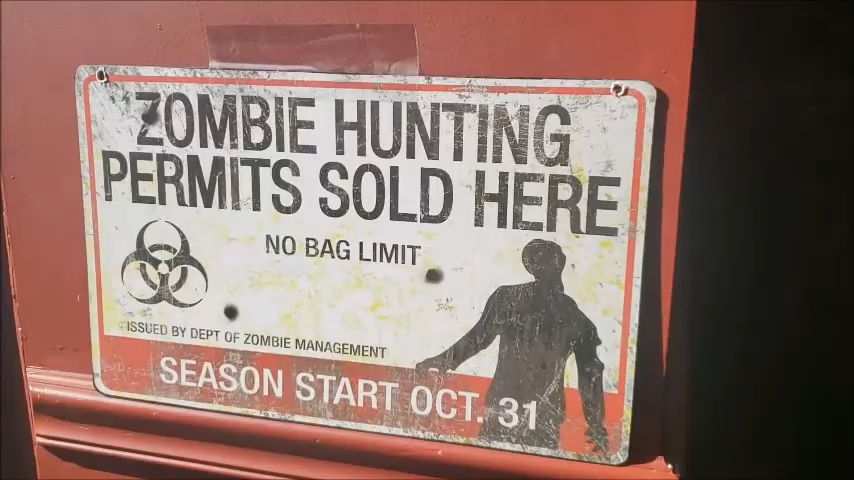 ZOMBIE HUNTING
PERMITS SOLD HERE
NO BAG LIMIT
ISSUED BY DEPT OF ZOMBIE MANAGEMENT
SEASON START OCT. 31